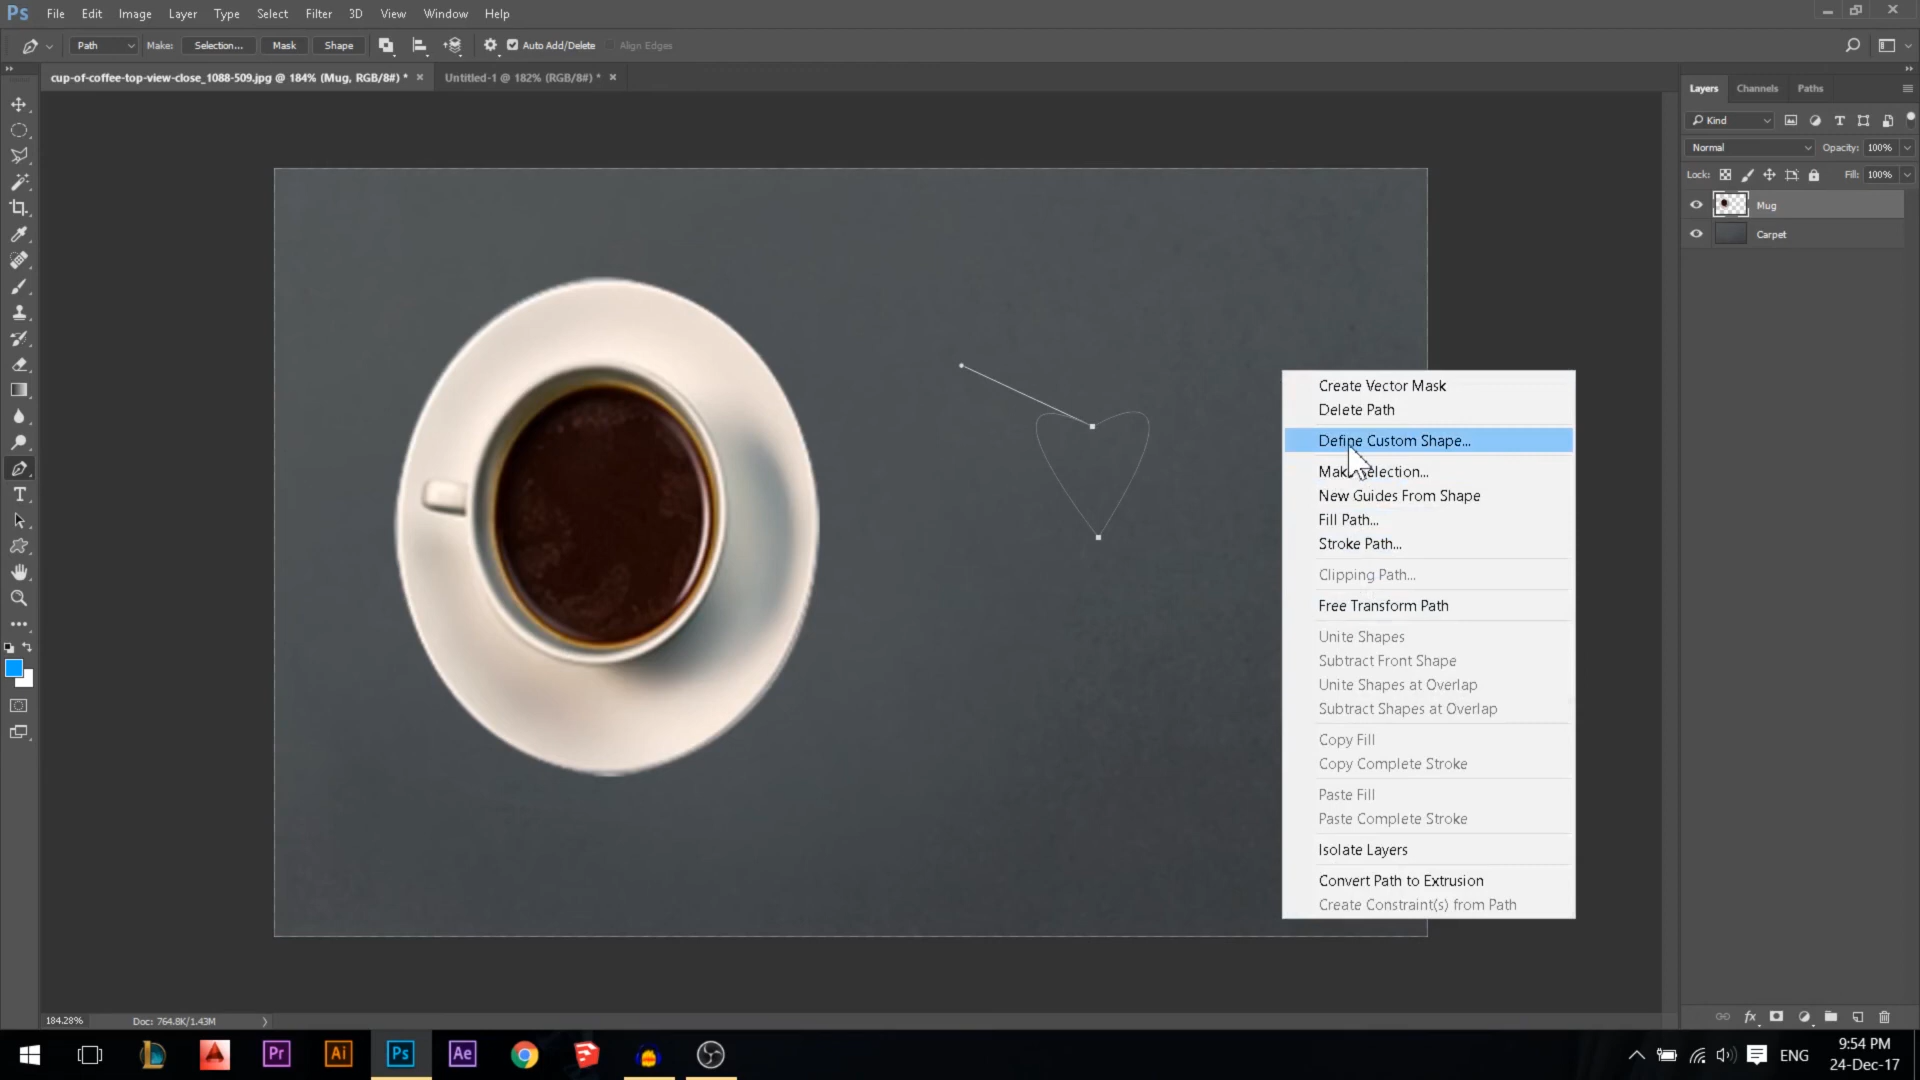 Ps File Edit Image Layer Type Select Filter 3D View Window Help
Path Make: Selection... Mask Shape Auto Add/Delete Align Edges
cup-of-coffee-top-view-close_1088-509.jpg @ 184% (Mug, RGB/8#) * × Untitled-1 @ 182% (RGB/8#) * ×
Layers Channels Paths
Kind
Normal Opacity: 100%
Lock: Fill: 100%
Mug
Carpet
Create Vector Mask
Delete Path
Define Custom Shape...
Make Selection...
New Guides From Shape
Fill Path...
Stroke Path...
Clipping Path...
Free Transform Path
Unite Shapes
Subtract Front Shape
Unite Shapes at Overlap
Subtract Shapes at Overlap
Copy Fill
Copy Complete Stroke
Paste Fill
Paste Complete Stroke
Isolate Layers
Convert Path to Extrusion
Create Constraint(s) from Path
184.28% Doc: 764.8K/1.43M
Pr Ai Ps Ae
ENG
9:54 PM
24-Dec-17